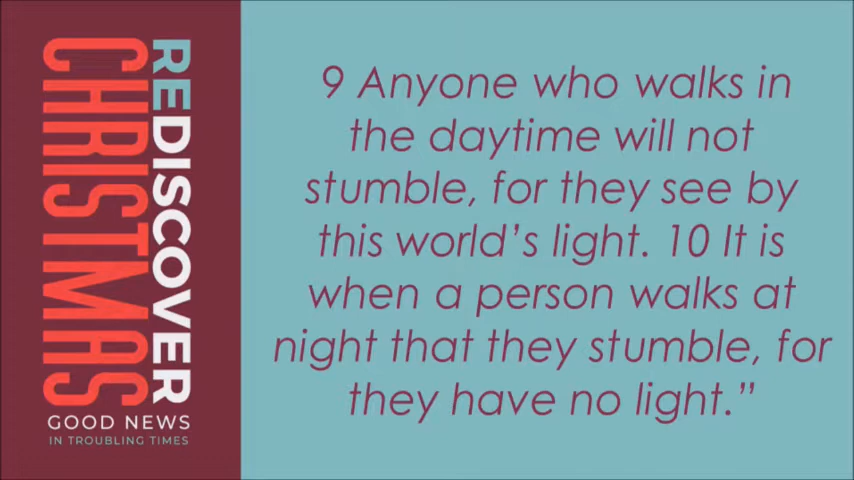 REDISCOVER
CHRISTMAS
GOOD NEWS
IN TROUBLING TIMES
9 Anyone who walks in
the daytime will not
stumble, for they see by
this world’s light. 10 It is
when a person walks at
night that they stumble, for
they have no light.”